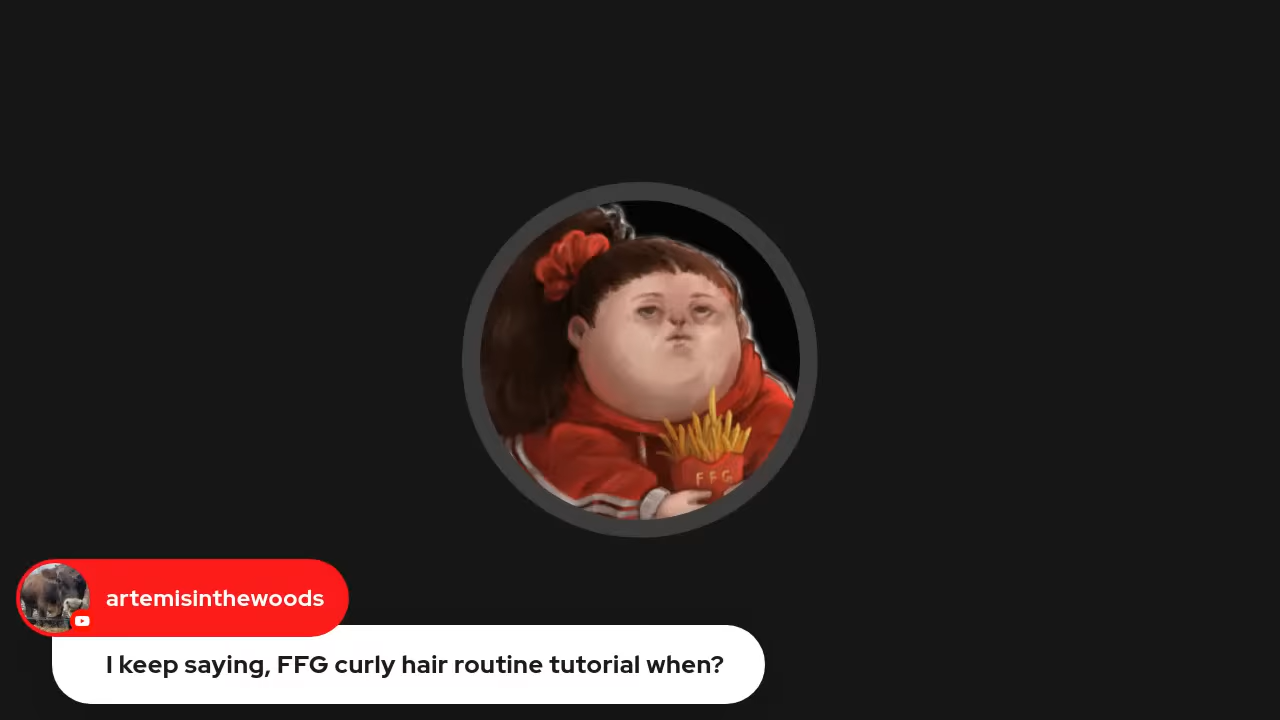 FFG
artemisinthewoods
I keep saying, FFG curly hair routine tutorial when?